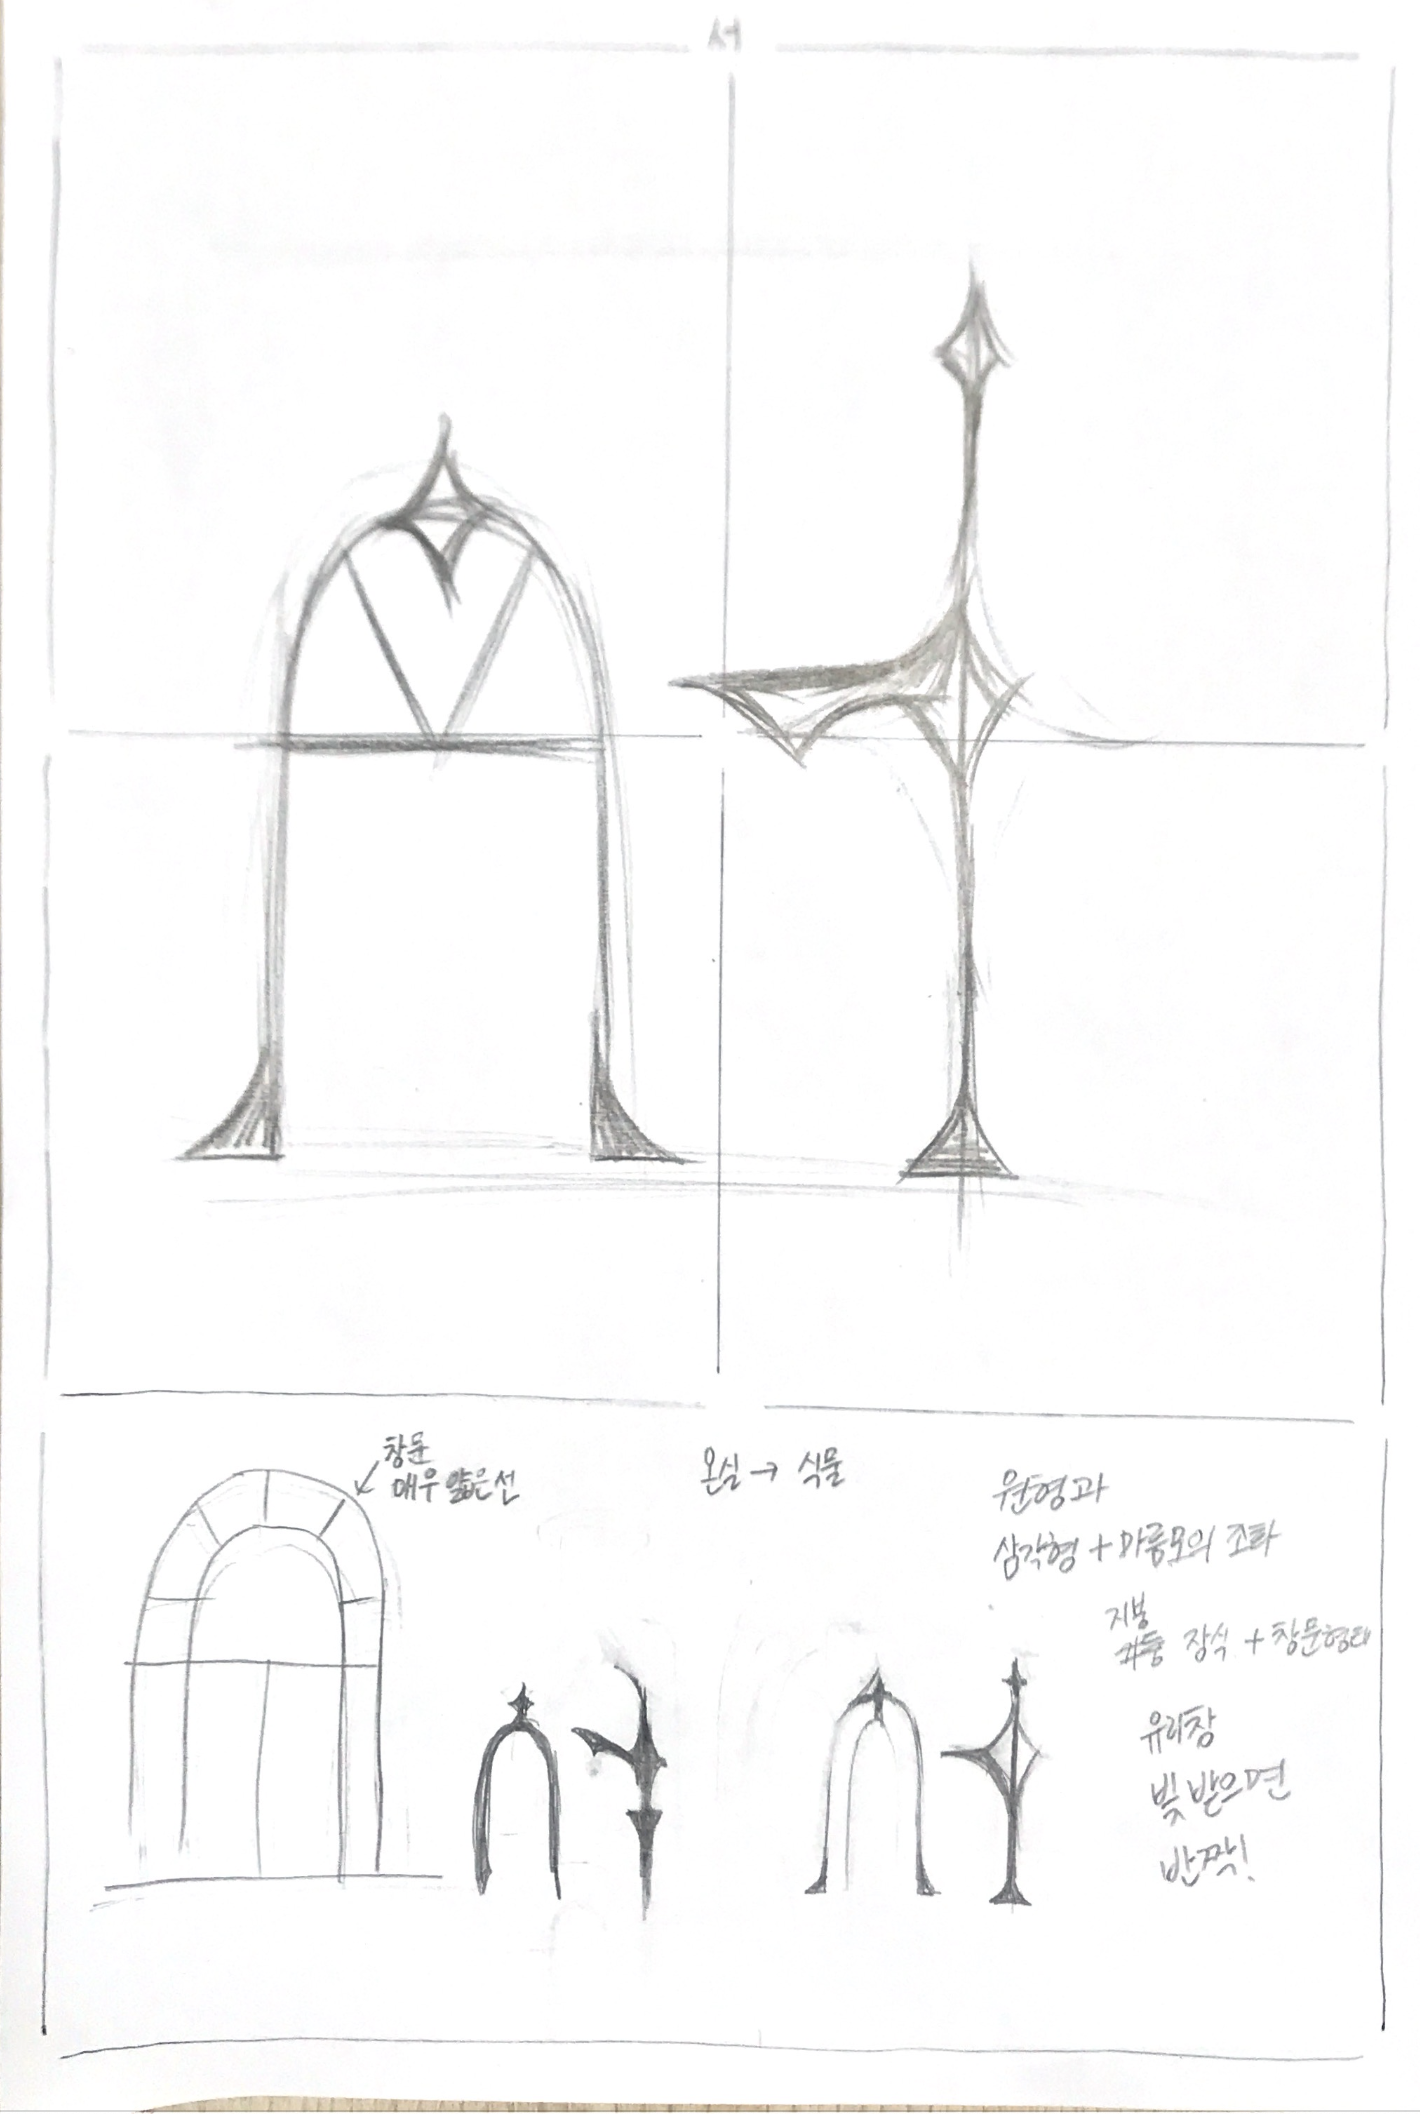 서
창문
매우 얇은선
온실 → 식물
원형과
삼각형 + 마름모의 조화
지붕
기둥 장식 + 창문형태
유리창
빛 받으면
반짝!